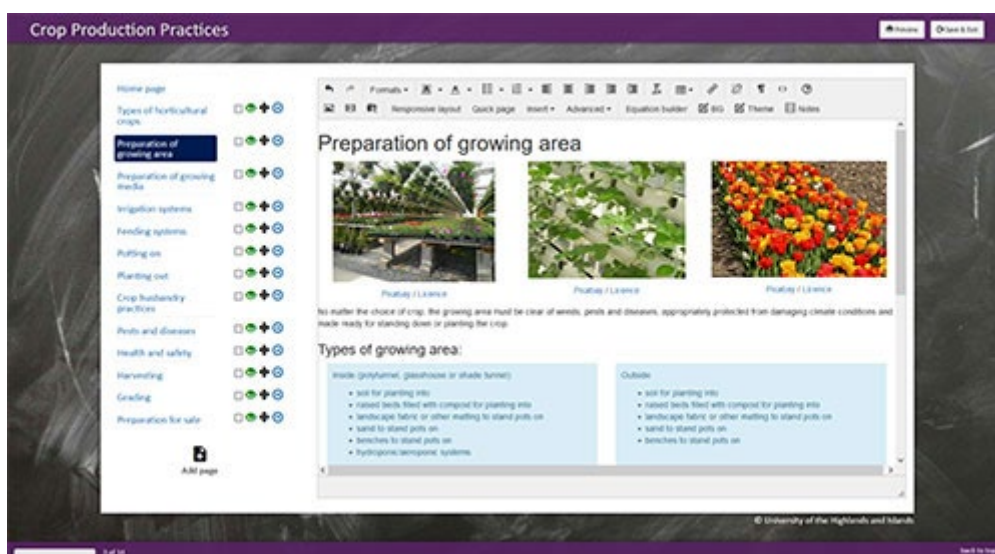 Crop Production Practices
Preview
Save & Exit
Home page
Types of horticultural
crops
Preparation of
growing area
Preparation of growing
media
Irrigation systems
Feeding systems
Potting on
Planting out
Crop husbandry
practices
Pests and diseases
Health and safety
Harvesting
Grading
Preparation for sale
Add page
Formats
Responsive layout Quick page Insert Advanced Equation builder BG Theme Notes
Preparation of growing area
Pixabay / Licence
Pixabay / Licence
Pixabay / Licence
No matter the choice of crop, the growing area must be clear of weeds, pests and diseases, appropriately protected from damaging climate conditions and
made ready for standing down or planting the crop.
Types of growing area:
Inside (polytunnel, glasshouse or shade tunnel)
• soil for planting into
• raised beds filled with compost for planting into
• landscape fabric or other matting to stand pots on
• sand to stand pots on
• benches to stand pots on
• hydroponic/aeroponic systems
Outside
• soil for planting into
• raised beds filled with compost for planting into
• landscape fabric or other matting to stand pots on
• sand to stand pots on
• benches to stand pots on
© University of the Highlands and Islands